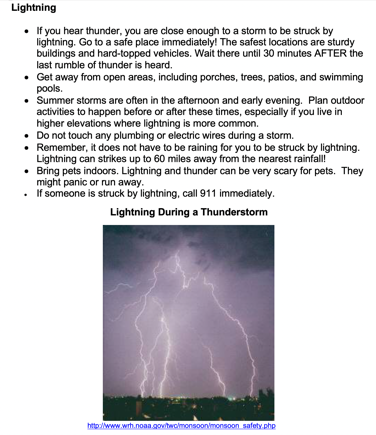 Lightning
• If you hear thunder, you are close enough to a storm to be struck by
lightning. Go to a safe place immediately! The safest locations are sturdy
buildings and hard-topped vehicles. Wait there until 30 minutes AFTER the
last rumble of thunder is heard.
• Get away from open areas, including porches, trees, patios, and swimming
pools.
• Summer storms are often in the afternoon and early evening. Plan outdoor
activities to happen before or after these times, especially if you live in
higher elevations where lightning is more common.
• Do not touch any plumbing or electric wires during a storm.
• Remember, it does not have to be raining for you to be struck by lightning.
Lightning can strikes up to 60 miles away from the nearest rainfall!
• Bring pets indoors. Lightning and thunder can be very scary for pets. They
might panic or run away.
• If someone is struck by lightning, call 911 immediately.
Lightning During a Thunderstorm
http://www.wrh.noaa.gov/twc/monsoon/monsoon_safety.php